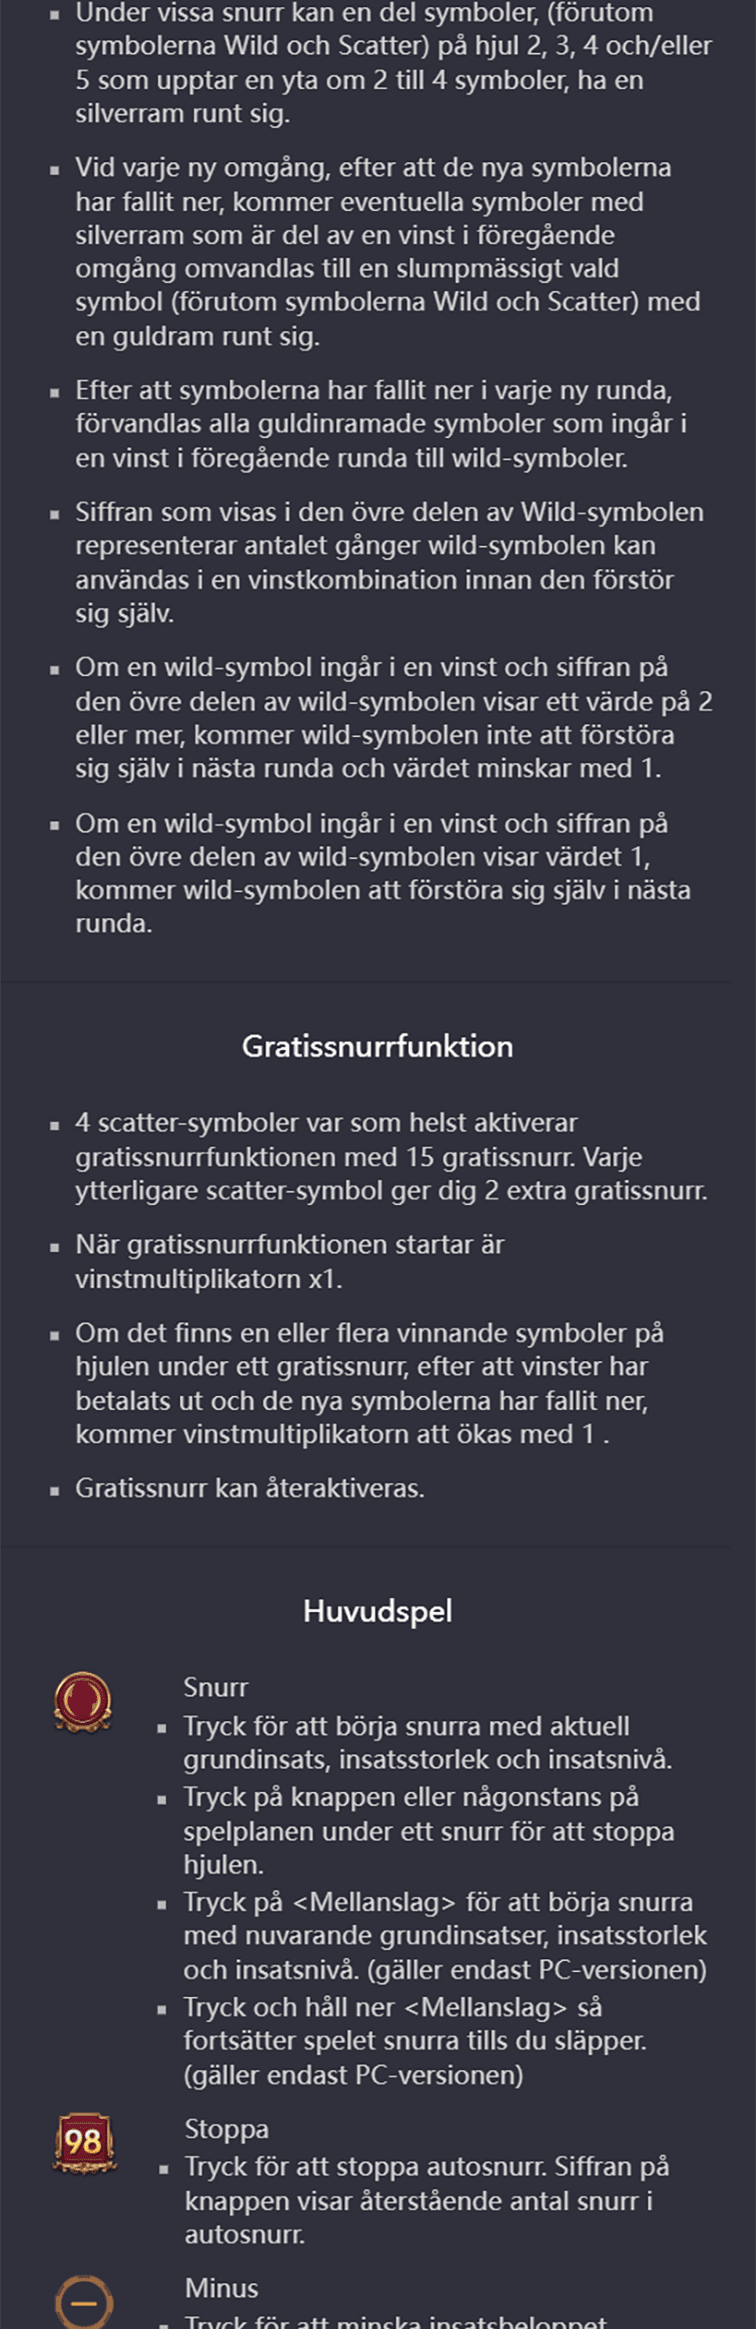 ▪ Under vissa snurr kan en del symboler, (förutom
symbolerna Wild och Scatter) på hjul 2, 3, 4 och/eller
5 som upptar en yta om 2 till 4 symboler, ha en
silverram runt sig.
▪ Vid varje ny omgång, efter att de nya symbolerna
har fallit ner, kommer eventuella symboler med
silverram som är del av en vinst i föregående
omgång omvandlas till en slumpmässigt vald
symbol (förutom symbolerna Wild och Scatter) med
en guldram runt sig.
▪ Efter att symbolerna har fallit ner i varje ny runda,
förvandlas alla guldinramade symboler som ingår i
en vinst i föregående runda till wild-symboler.
▪ Siffran som visas i den övre delen av Wild-symbolen
representerar antalet gånger wild-symbolen kan
användas i en vinstkombination innan den förstör
sig själv.
▪ Om en wild-symbol ingår i en vinst och siffran på
den övre delen av wild-symbolen visar ett värde på 2
eller mer, kommer wild-symbolen inte att förstöra
sig själv i nästa runda och värdet minskar med 1.
▪ Om en wild-symbol ingår i en vinst och siffran på
den övre delen av wild-symbolen visar värdet 1,
kommer wild-symbolen att förstöra sig själv i nästa
runda.
Gratissnurrfunktion
▪ 4 scatter-symboler var som helst aktiverar
gratissnurrfunktionen med 15 gratissnurr. Varje
ytterligare scatter-symbol ger dig 2 extra gratissnurr.
▪ När gratissnurrfunktionen startar är
vinstmultiplikatorn x1.
▪ Om det finns en eller flera vinnande symboler på
hjulen under ett gratissnurr, efter att vinster har
betalats ut och de nya symbolerna har fallit ner,
kommer vinstmultiplikatorn att ökas med 1 .
▪ Gratissnurr kan återaktiveras.
Huvudspel
Snurr
▪ Tryck för att börja snurra med aktuell
grundinsats, insatsstorlek och insatsnivå.
▪ Tryck på knappen eller någonstans på
spelplanen under ett snurr för att stoppa
hjulen.
▪ Tryck på <Mellanslag> för att börja snurra
med nuvarande grundinsatser, insatsstorlek
och insatsnivå. (gäller endast PC-versionen)
▪ Tryck och håll ner <Mellanslag> så
fortsätter spelet snurra tills du släpper.
(gäller endast PC-versionen)
98
Stoppa
▪ Tryck för att stoppa autosnurr. Siffran på
knappen visar återstående antal snurr i
autosnurr.
Minus
▪ Tryck för att minska insatsbeloppet